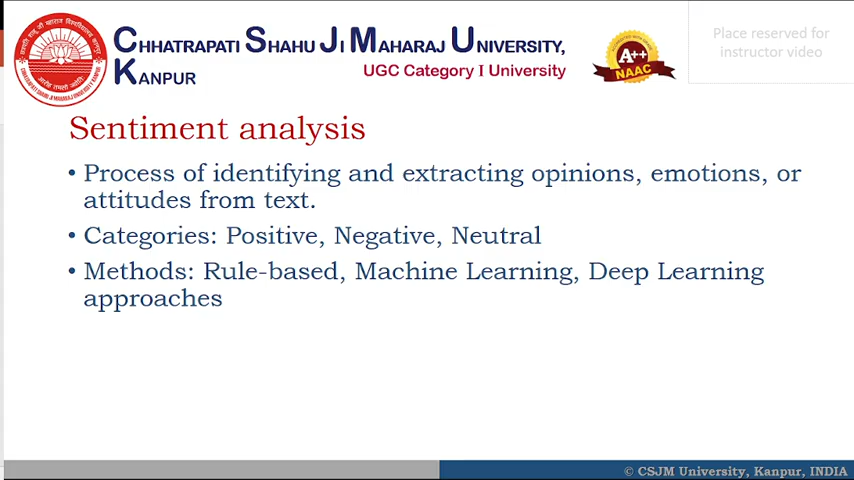 CHHATRAPATI SHAHU JI MAHARAJ UNIVERSITY,
KANPUR
UGC Category I University
A++
NAAC
Place reserved for
instructor video
Sentiment analysis
• Process of identifying and extracting opinions, emotions, or
attitudes from text.
• Categories: Positive, Negative, Neutral
• Methods: Rule-based, Machine Learning, Deep Learning
approaches
© CSJM University, Kanpur, INDIA